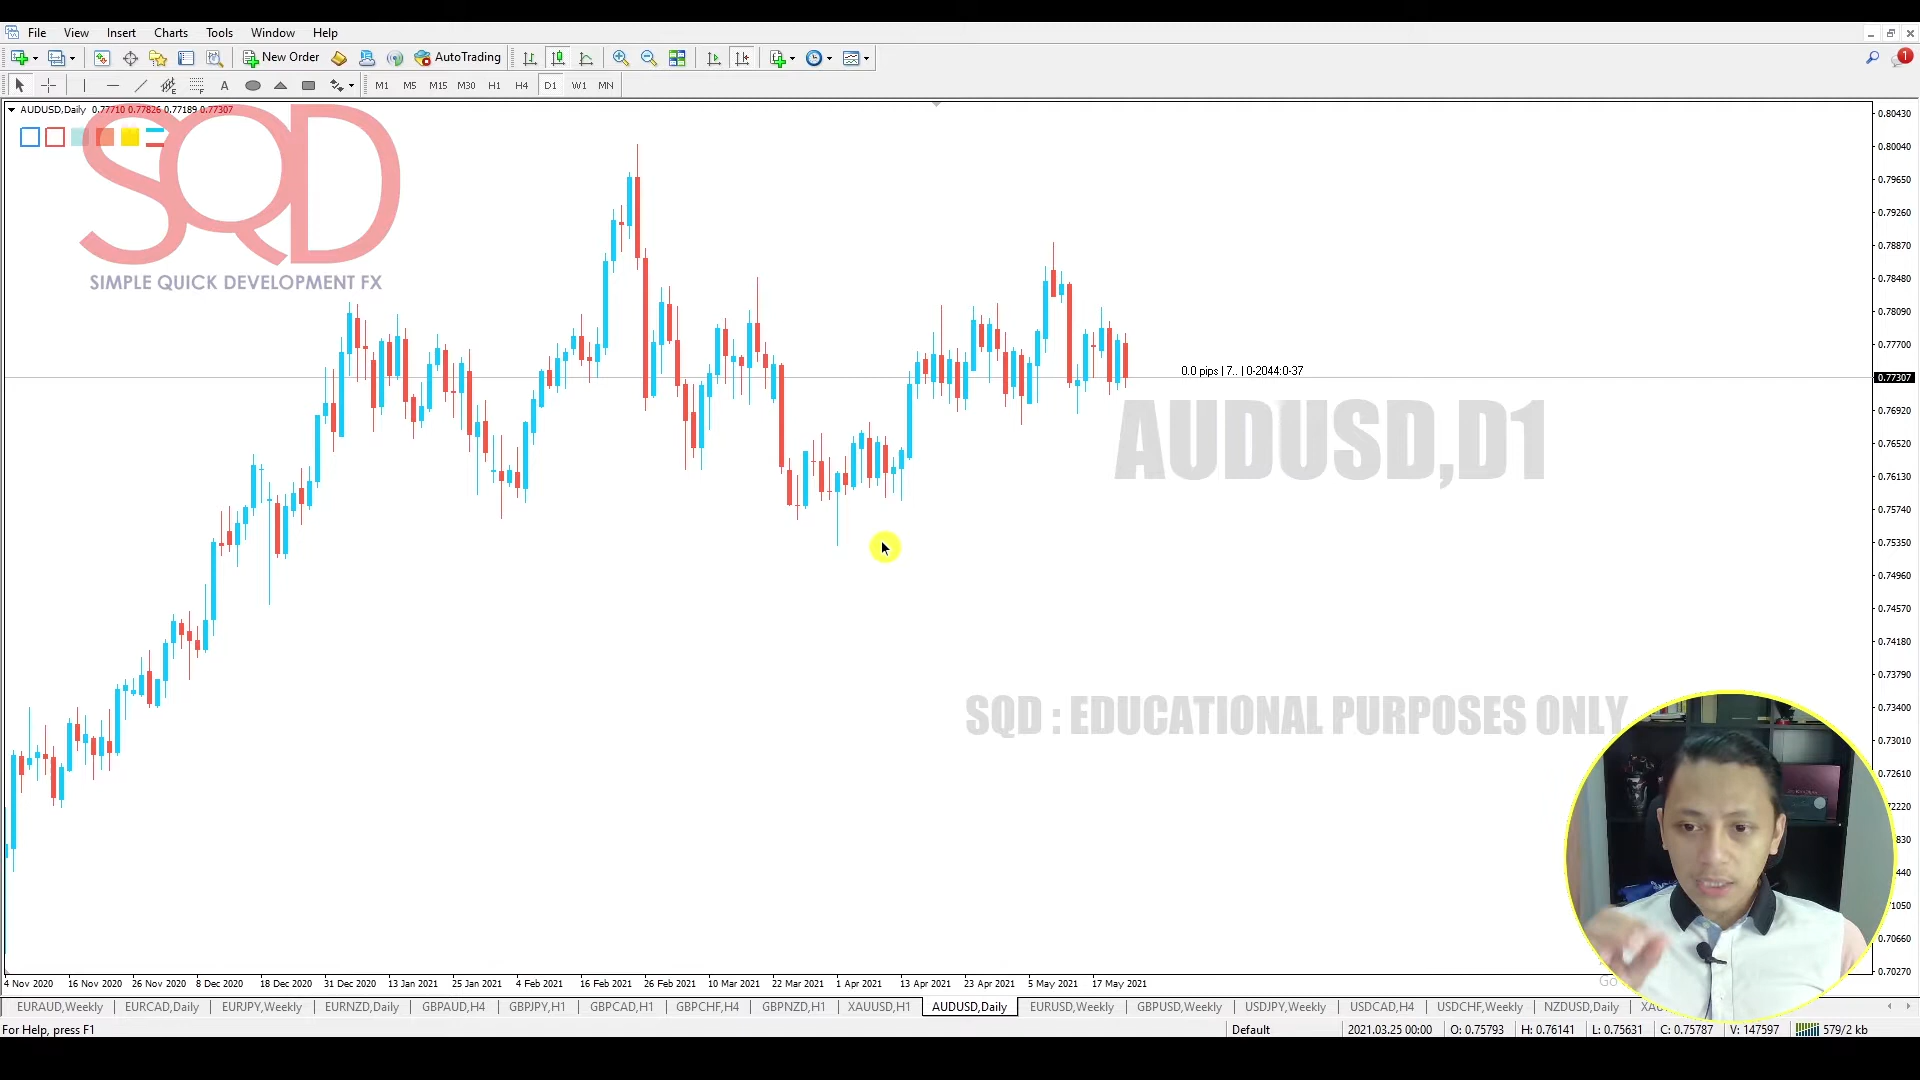 File View Insert Charts Tools Window Help
New Order AutoTrading
A M1 M5 M15 M30 H1 H4 D1 W1 MN
AUDUSD,Daily 0.77710 0.77826 0.77189 0.77307
SQD
SIMPLE QUICK DEVELOPMENT FX
0.80430
0.80040
0.79650
0.79260
0.78870
0.78480
0.78090
0.77700
0.0 pips | 7.. | 0-2044:0-37
0.77307
0.76920
AUDUSD,D1
0.76520
0.76130
0.75740
0.75350
0.74960
0.74570
0.74180
0.73790
0.73400
SQD : EDUCATIONAL PURPOSES ONLY
0.73010
0.72610
7220
830
440
1050
0.70660
0.70270
4 Nov 2020 16 Nov 2020 26 Nov 2020 8 Dec 2020 18 Dec 2020 31 Dec 2020 13 Jan 2021 25 Jan 2021 4 Feb 2021 16 Feb 2021 26 Feb 2021 10 Mar 2021 22 Mar 2021 1 Apr 2021 13 Apr 2021 23 Apr 2021 5 May 2021 17 May 2021
EURAUD,Weekly EURCAD,Daily EURJPY,Weekly EURNZD,Daily GBPAUD,H4 GBPJPY,H1 GBPCAD,H1 GBPCHF,H4 GBPNZD,H1 XAUUSD,H1 AUDUSD,Daily EURUSD,Weekly GBPUSD,Weekly USDJPY,Weekly USDCAD,H4 USDCHF,Weekly NZDUSD,Daily
For Help, press F1 Default 2021.03.25 00:00 O: 0.75793 H: 0.76141 L: 0.75631 C: 0.75787 V: 147597 579/2 kb